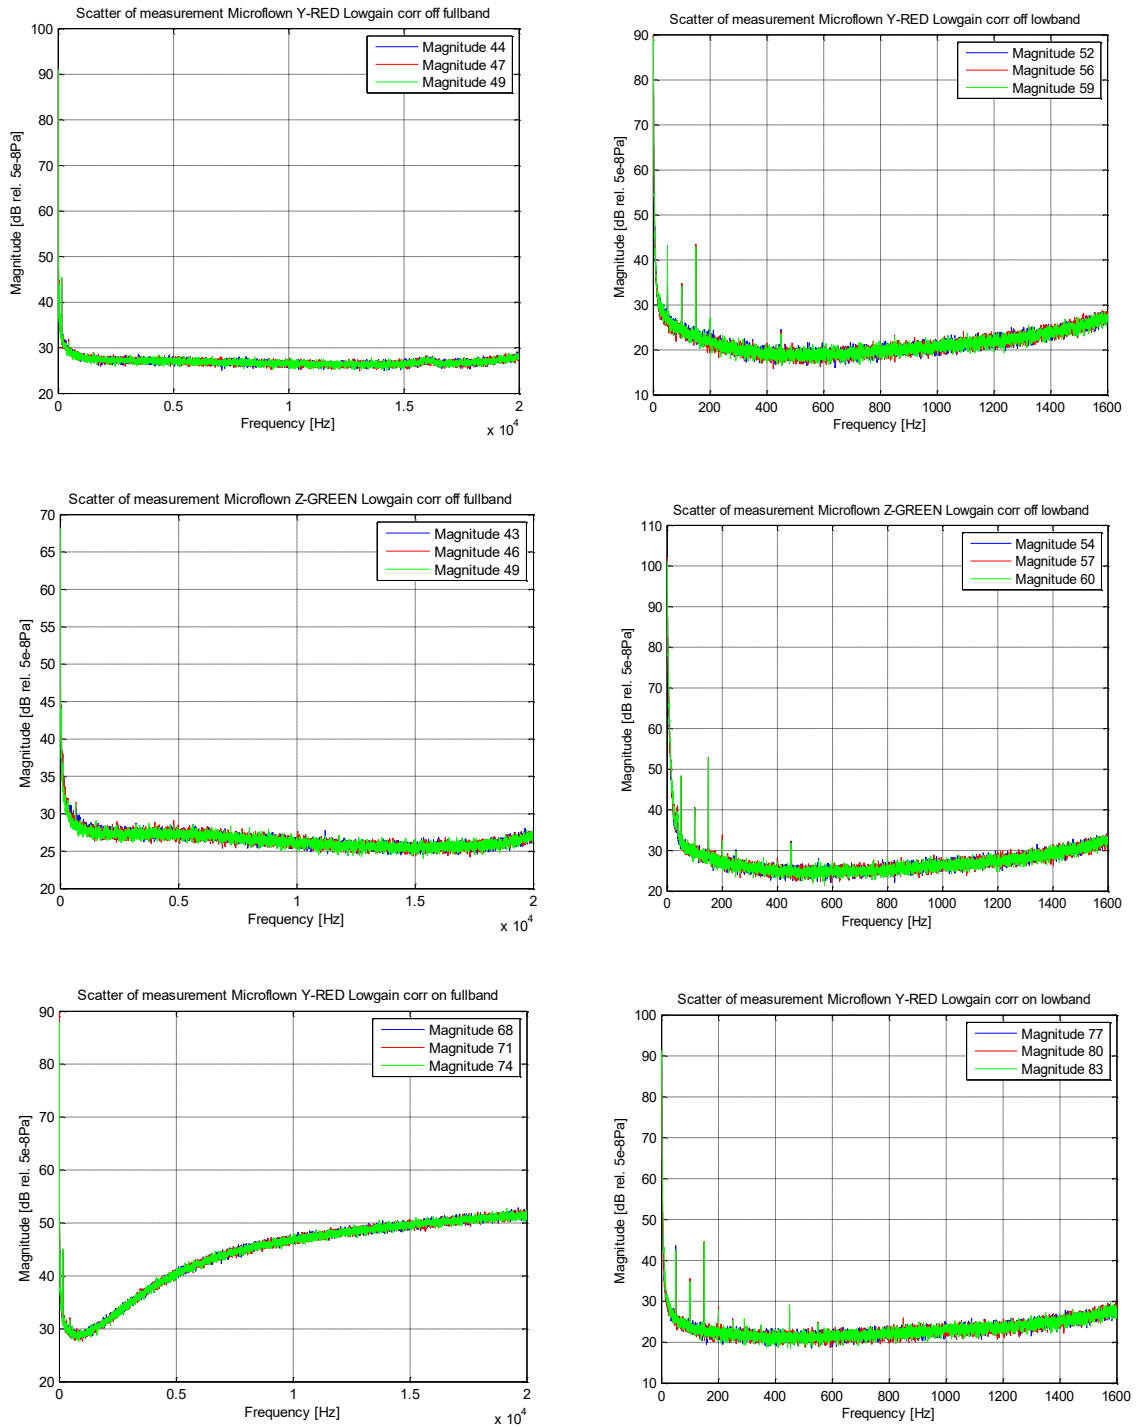 Scatter of measurement Microflown Y-RED Lowgain corr off fullband
100
90
80
70
60
50
40
30
20
Magnitude [dB rel. 5e-8Pa]
Magnitude 44
Magnitude 47
Magnitude 49
0
0.5
1
1.5
2
x 10^4
Frequency [Hz]
Scatter of measurement Microflown Y-RED Lowgain corr off lowband
90
80
70
60
50
40
30
20
10
Magnitude [dB rel. 5e-8Pa]
Magnitude 52
Magnitude 56
Magnitude 59
0
200
400
600
800
1000
1200
1400
1600
Frequency [Hz]
Scatter of measurement Microflown Z-GREEN Lowgain corr off fullband
70
65
60
55
50
45
40
35
30
25
20
Magnitude [dB rel. 5e-8Pa]
Magnitude 43
Magnitude 46
Magnitude 49
0
0.5
1
1.5
2
x 10^4
Frequency [Hz]
Scatter of measurement Microflown Z-GREEN Lowgain corr off lowband
110
100
90
80
70
60
50
40
30
20
Magnitude [dB rel. 5e-8Pa]
Magnitude 54
Magnitude 57
Magnitude 60
0
200
400
600
800
1000
1200
1400
1600
Frequency [Hz]
Scatter of measurement Microflown Y-RED Lowgain corr on fullband
90
80
70
60
50
40
30
20
Magnitude [dB rel. 5e-8Pa]
Magnitude 68
Magnitude 71
Magnitude 74
0
0.5
1
1.5
2
x 10^4
Frequency [Hz]
Scatter of measurement Microflown Y-RED Lowgain corr on lowband
100
90
80
70
60
50
40
30
20
10
Magnitude [dB rel. 5e-8Pa]
Magnitude 77
Magnitude 80
Magnitude 83
0
200
400
600
800
1000
1200
1400
1600
Frequency [Hz]